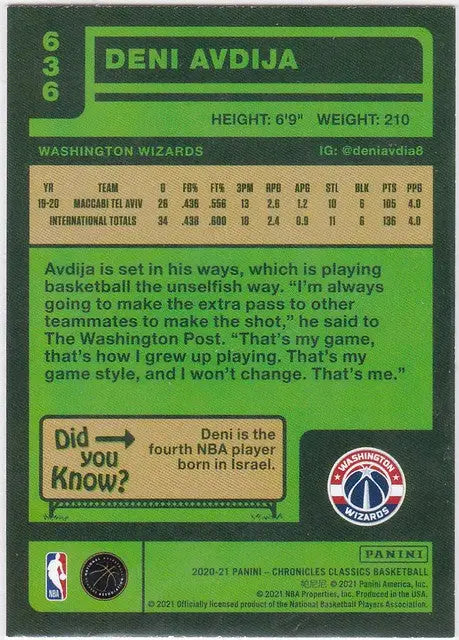 636
DENI AVDIJA
HEIGHT: 6'9" WEIGHT: 210
WASHINGTON WIZARDS IG: @deniavdia8
YR TEAM G FG% FT% 3PM RPG APG STL BLK PTS PPG
19-20 MACCABI TEL AVIV 26 .436 .556 13 2.6 1.2 10 6 105 4.0
INTERNATIONAL TOTALS 34 .436 .600 18 2.4 0.9 11 6 136 4.0
Avdija is set in his ways, which is playing
basketball the unselfish way. “I’m always
going to make the extra pass to other
teammates to make the shot,” he said to
The Washington Post. “That’s my game,
that’s how I grew up playing. That’s my
game style, and I won’t change. That’s me.”
Did
you
Know?
Deni is the
fourth NBA player
born in Israel.
WASHINGTON
WIZARDS
PANINI
NBA
2020-21 PANINI – CHRONICLES CLASSICS BASKETBALL
帕尼尼 © 2021 Panini America, Inc.
© 2021 NBA Properties, Inc. Produced in the USA.
© 2021 Officially licensed product of the National Basketball Players Association.